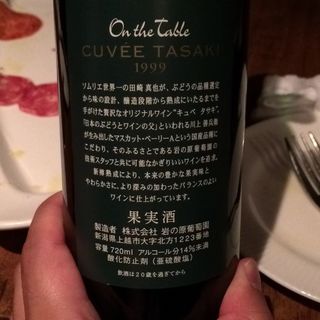 On the Table
CUVÉE TASAKI
1999
ソムリエ世界一の田崎真也が、ぶどうの品種選定
から味の設計、醸造段階から熟成にいたるまでを
手がけた贅沢なオリジナルワイン"キュベ タサキ"。
「日本のぶどうとワインの父」といわれる川上善兵衛
が生み出したマスカット・ベーリーAという国産品種に
こだわり、そのふるさとである岩の原葡萄園の
技術スタッフと共に可能なかぎりいいワインを追求。
新樽熟成により、本来の豊かな果実味と
やわらかさに、より深みの加わったバランスのよい
ワインに仕上がっています。
果実酒
製造者 株式会社 岩の原葡萄園
新潟県上越市大字北方1223番地
容量720ml アルコール分14%未満
酸化防止剤(亜硫酸塩)
飲酒は20歳を過ぎてから